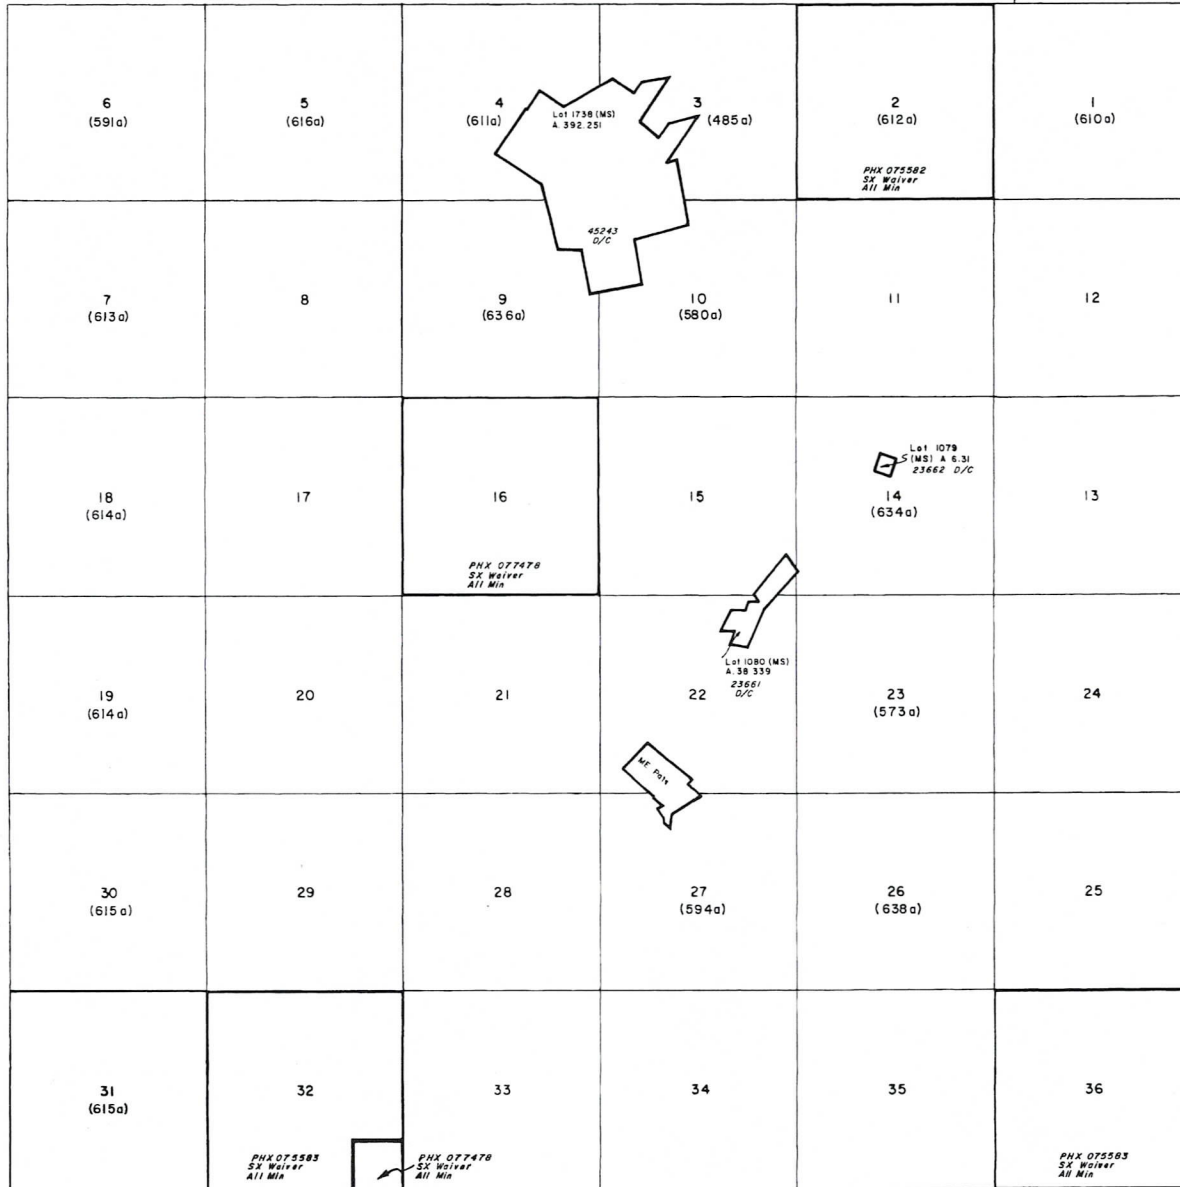 6
(591a)
5
(616a)
4
(611a)
Lot 1738 (MS)
A. 392.251
3
(485a)
2
(612a)
PHX 075582
SX Waiver
All Min
1
(610a)
45243
D/C
7
(613a)
8
9
(636a)
10
(580a)
11
12
18
(614a)
17
16
PHX 077478
SX Waiver
All Min
15
Lot 1079
(MS) A 6.31
23662 D/C
14
(634a)
13
19
(614a)
20
21
22
Lot 1080 (MS)
A. 38 339
23661
D/C
23
(573a)
24
ME Pats
30
(615a)
29
28
27
(594a)
26
(638a)
25
31
(615a)
32
PHX 075583
SX Waiver
All Min
PHX 077478
SX Waiver
All Min
33
34
35
36
PHX 075583
SX Waiver
All Min